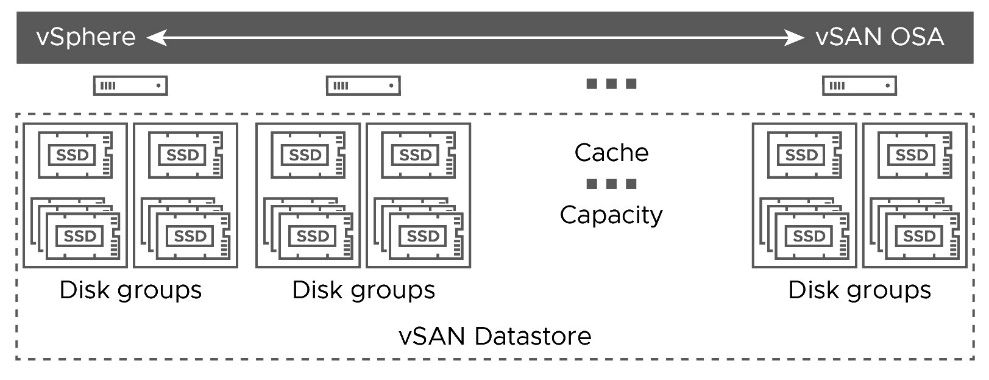 vSphere vSAN OSA
SSD SSD SSD SSD Cache SSD SSD
Capacity
SSD SSD SSD SSD SSD SSD
Disk groups Disk groups Disk groups
vSAN Datastore